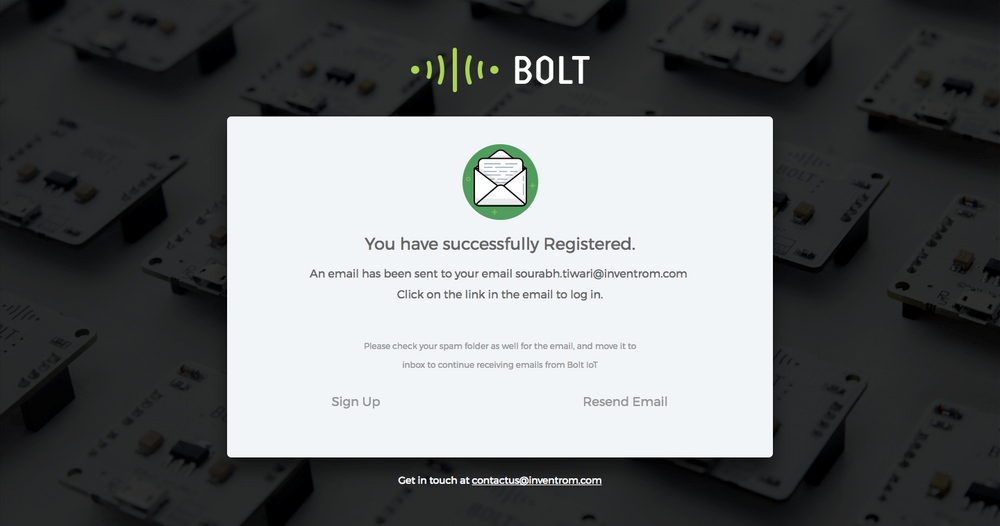 BOLT
You have successfully Registered.
An email has been sent to your email sourabh.tiwari@inventrom.com
Click on the link in the email to log in.
Please check your spam folder as well for the email, and move it to
inbox to continue receiving emails from Bolt IoT
Sign Up
Resend Email
Get in touch at contactus@inventrom.com
BOLT
BOLT
BOLT